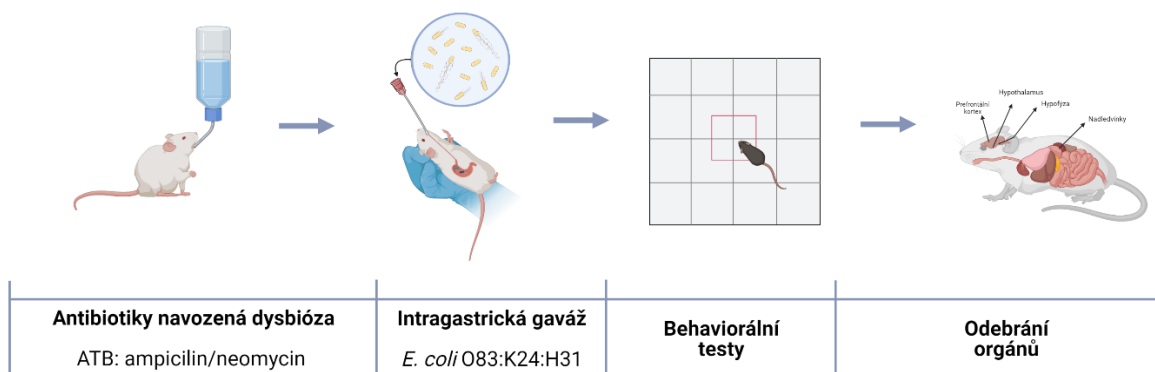 Hypothalamus
Prefrontální
kortex
Hypofýza
Nadledvinky
Antibiotiky navozená dysbióza
ATB: ampicilin/neomycin
Intragastrická gaváž
E. coli O83:K24:H31
Behaviorální
testy
Odebrání
orgánů